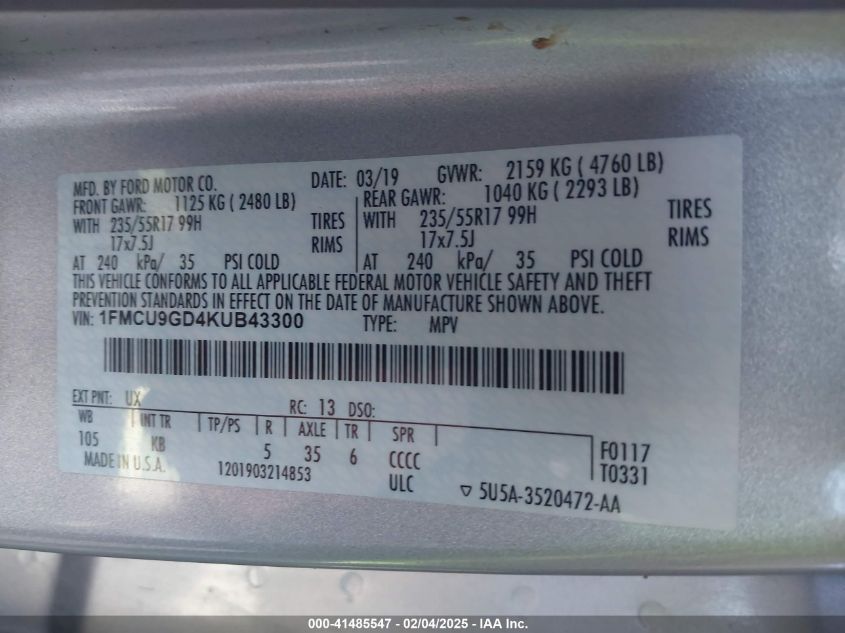 MFD. BY FORD MOTOR CO. DATE: 03/19 GVWR: 2159 KG ( 4760 LB)
FRONT GAWR: 1125 KG ( 2480 LB) REAR GAWR: 1040 KG ( 2293 LB)
WITH 235/55R17 99H TIRES WITH 235/55R17 99H TIRES
17x7.5J RIMS 17x7.5J RIMS
AT 240 kPa/ 35 PSI COLD AT 240 kPa/ 35 PSI COLD
THIS VEHICLE CONFORMS TO ALL APPLICABLE FEDERAL MOTOR VEHICLE SAFETY AND THEFT
PREVENTION STANDARDS IN EFFECT ON THE DATE OF MANUFACTURE SHOWN ABOVE.
VIN: 1FMCU9GD4KUB43300 TYPE: MPV
EXT PNT: UX RC: 13 DSO:
WB INT TR TP/PS R AXLE TR SPR
105 KB 5 35 6 CCCC F0117
MADE IN U.S.A. 1201903214853 ULC T0331
▽ 5U5A-3520472-AA
000-41485547 - 02/04/2025 - IAA Inc.